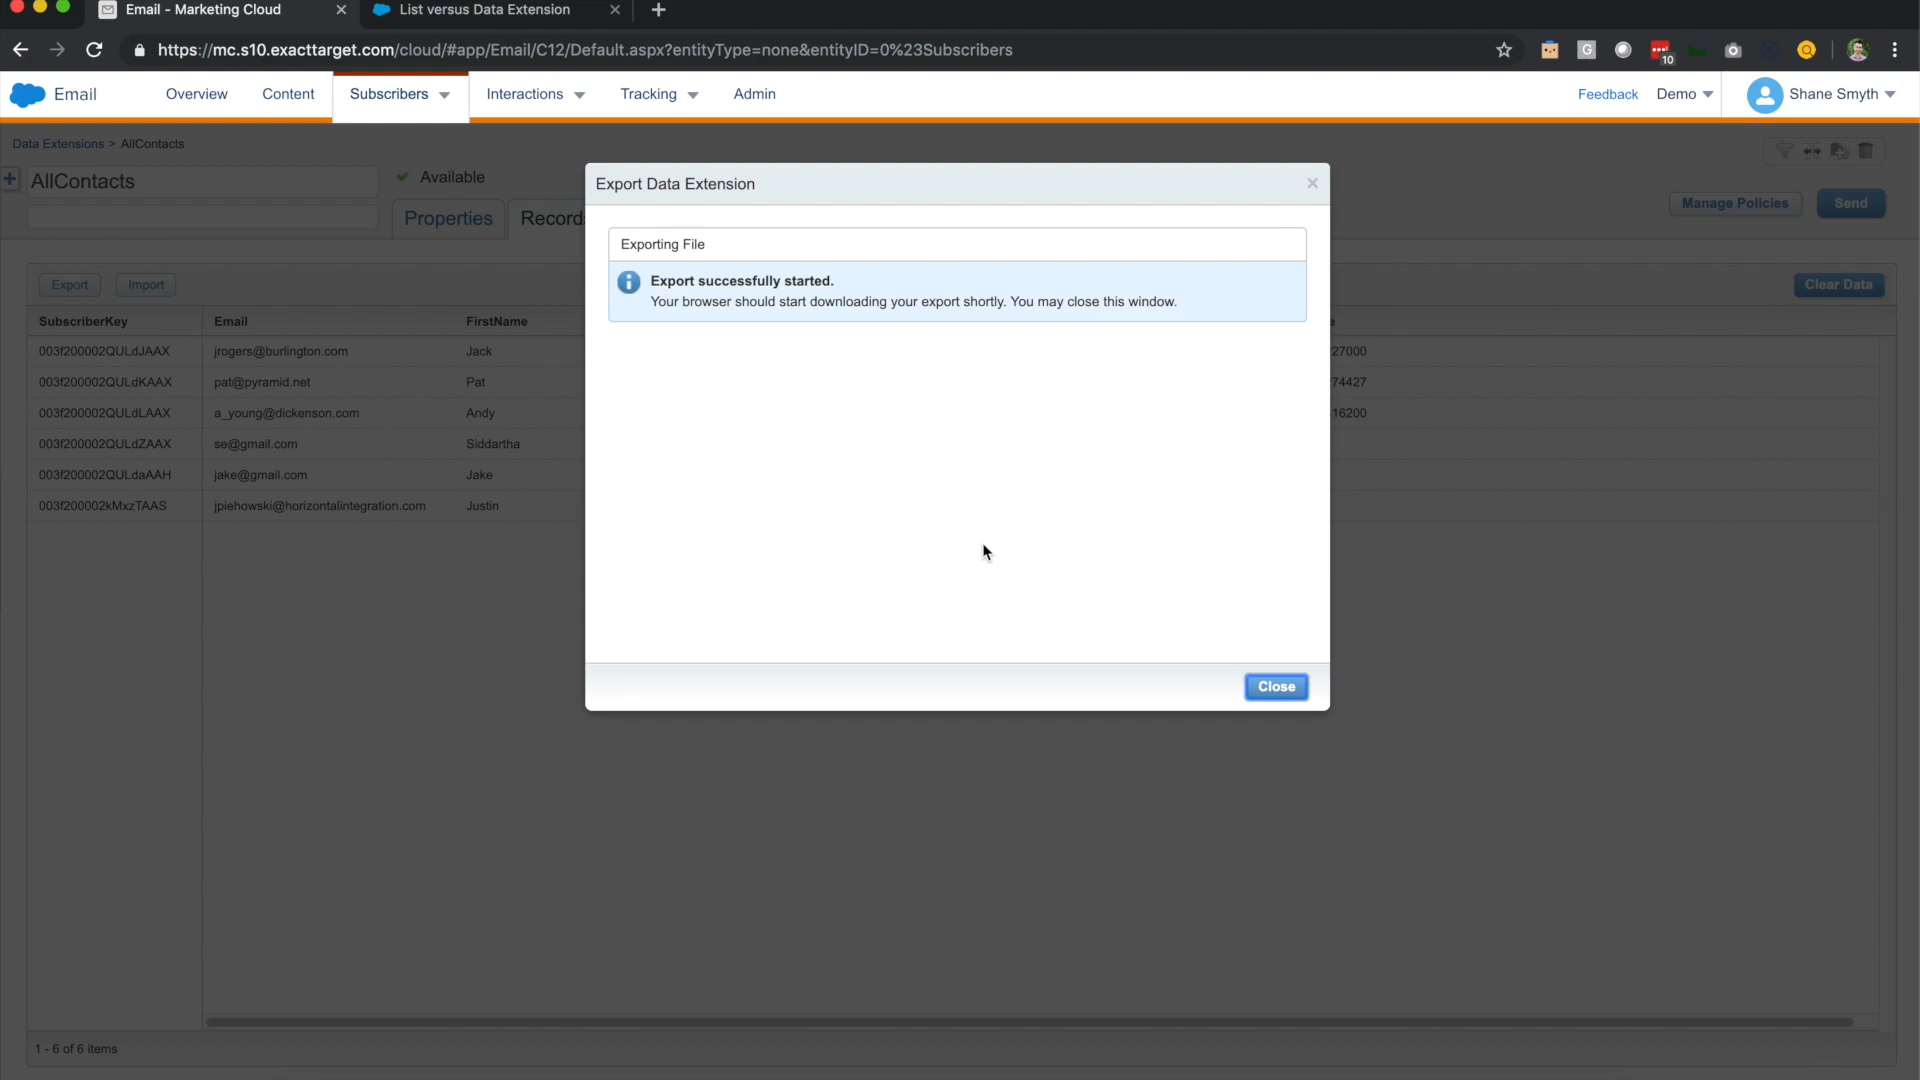 Email - Marketing Cloud
List versus Data Extension
https://mc.s10.exacttarget.com/cloud/#app/Email/C12/Default.aspx?entityType=none&entityID=0%23Subscribers
10
Email
Overview
Content
Subscribers
Interactions
Tracking
Admin
Feedback
Demo
Shane Smyth
Data Extensions > AllContacts
AllContacts
Available
Properties
Records
Manage Policies
Send
Export
Import
Clear Data
SubscriberKey Email FirstName
003f200002QULdJAAX jrogers@burlington.com Jack 27000
003f200002QULdKAAX pat@pyramid.net Pat 74427
003f200002QULdLAAX a_young@dickenson.com Andy 16200
003f200002QULdZAAX se@gmail.com Siddartha
003f200002QULdaAAH jake@gmail.com Jake
003f200002kMxzTAAS jpiehowski@horizontalintegration.com Justin
1 - 6 of 6 items
Export Data Extension
Exporting File
Export successfully started.
Your browser should start downloading your export shortly. You may close this window.
Close